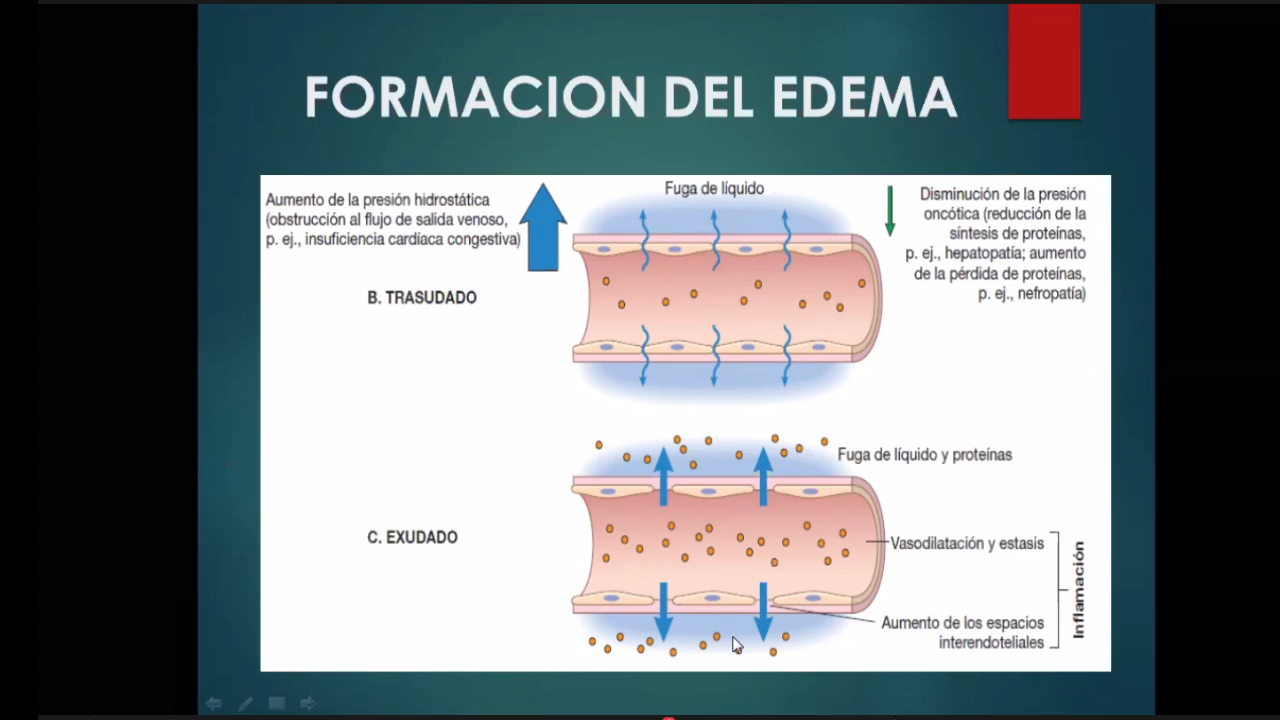 FORMACION DEL EDEMA
Aumento de la presión hidrostática
(obstrucción al flujo de salida venoso,
p. ej., insuficiencia cardíaca congestiva)
Fuga de líquido
Disminución de la presión
oncótica (reducción de la
síntesis de proteínas,
p. ej., hepatopatía; aumento
de la pérdida de proteínas,
p. ej., nefropatía)
B. TRASUDADO
Fuga de líquido y proteínas
C. EXUDADO
Vasodilatación y estasis
Aumento de los espacios
interendoteliales
Inflamación